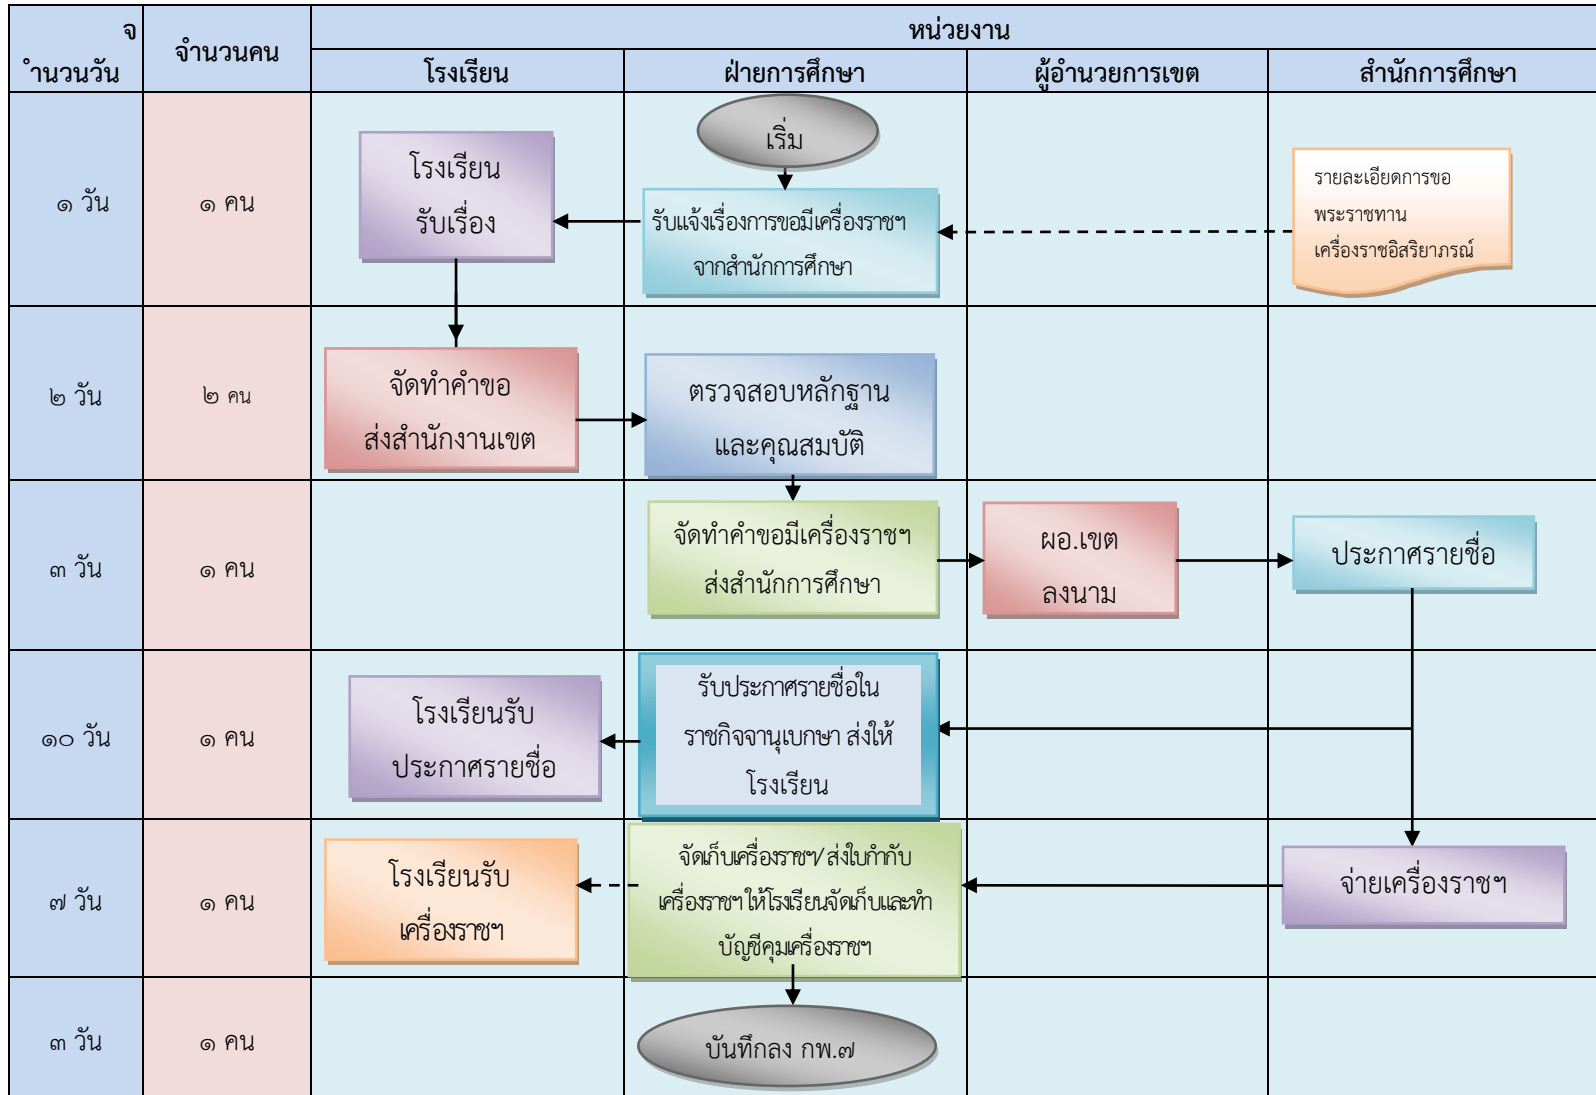 จ
ำนวนวัน
จำนวนคน
หน่วยงาน
โรงเรียน
ฝ่ายการศึกษา
ผู้อำนวยการเขต
สำนักการศึกษา
๑ วัน
๑ คน
โรงเรียน
รับเรื่อง
เริ่ม
รับแจ้งเรื่องการขอมีเครื่องราชฯ
จากสำนักการศึกษา
รายละเอียดการขอ
พระราชทาน
เครื่องราชอิสริยาภรณ์
๒ วัน
๒ คน
จัดทำคำขอ
ส่งสำนักงานเขต
ตรวจสอบหลักฐาน
และคุณสมบัติ
๓ วัน
๑ คน
จัดทำคำขอมีเครื่องราชฯ
ส่งสำนักการศึกษา
ผอ.เขต
ลงนาม
ประกาศรายชื่อ
๑๐ วัน
๑ คน
โรงเรียนรับ
ประกาศรายชื่อ
รับประกาศรายชื่อใน
ราชกิจจานุเบกษา ส่งให้
โรงเรียน
๗ วัน
๑ คน
โรงเรียนรับ
เครื่องราชฯ
จัดเก็บเครื่องราชฯ/ส่งใบกำกับ
เครื่องราชฯ ให้โรงเรียนจัดเก็บและทำ
บัญชีคุมเครื่องราชฯ
จ่ายเครื่องราชฯ
๓ วัน
๑ คน
บันทึกลง กพ.๗